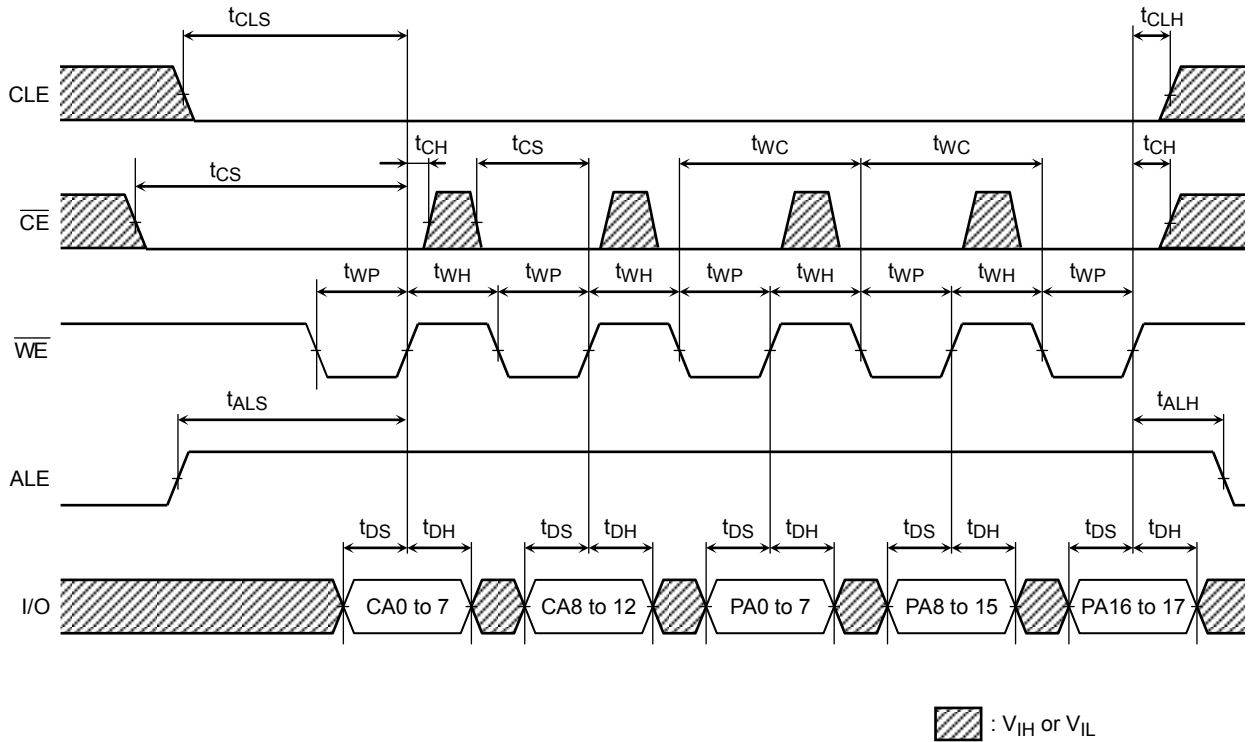 tCLS tCLH
CLE
tCH tCS tWC tWC tCH
tCS
CE
tWP tWH tWP tWH tWP tWH tWP tWH tWP
WE
tALS tALH
ALE
tDS tDH tDS tDH tDS tDH tDS tDH tDS tDH
I/O CA0 to 7 CA8 to 12 PA0 to 7 PA8 to 15 PA16 to 17
: VIH or VIL